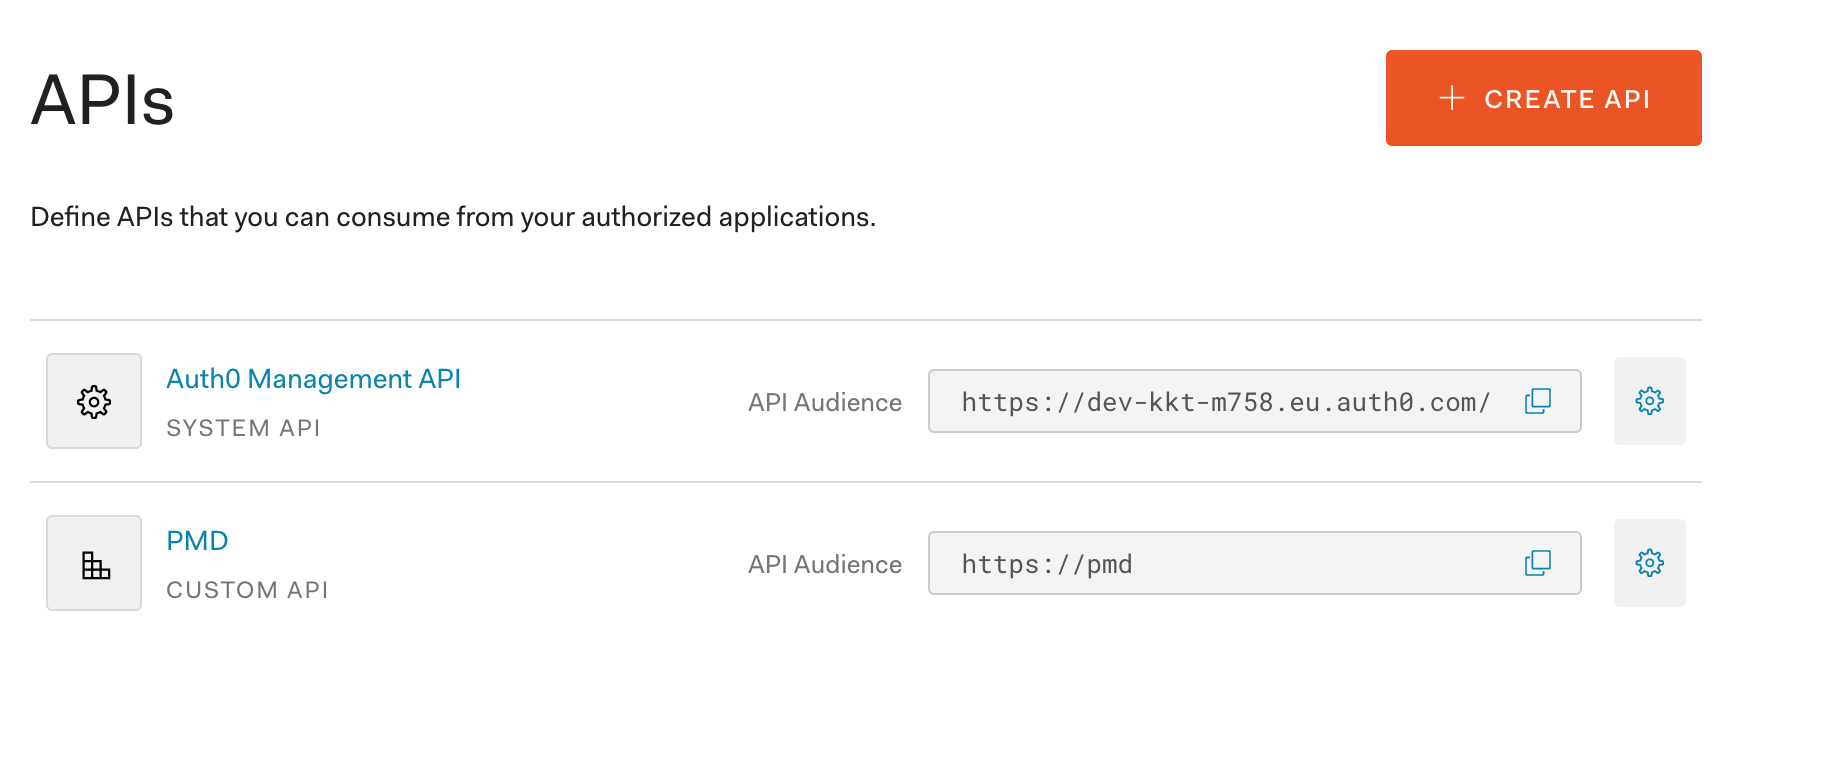 APIs
+ CREATE API
Define APIs that you can consume from your authorized applications.
Auth0 Management API
SYSTEM API
API Audience
https://dev-kkt-m758.eu.auth0.com/
PMD
CUSTOM API
API Audience
https://pmd